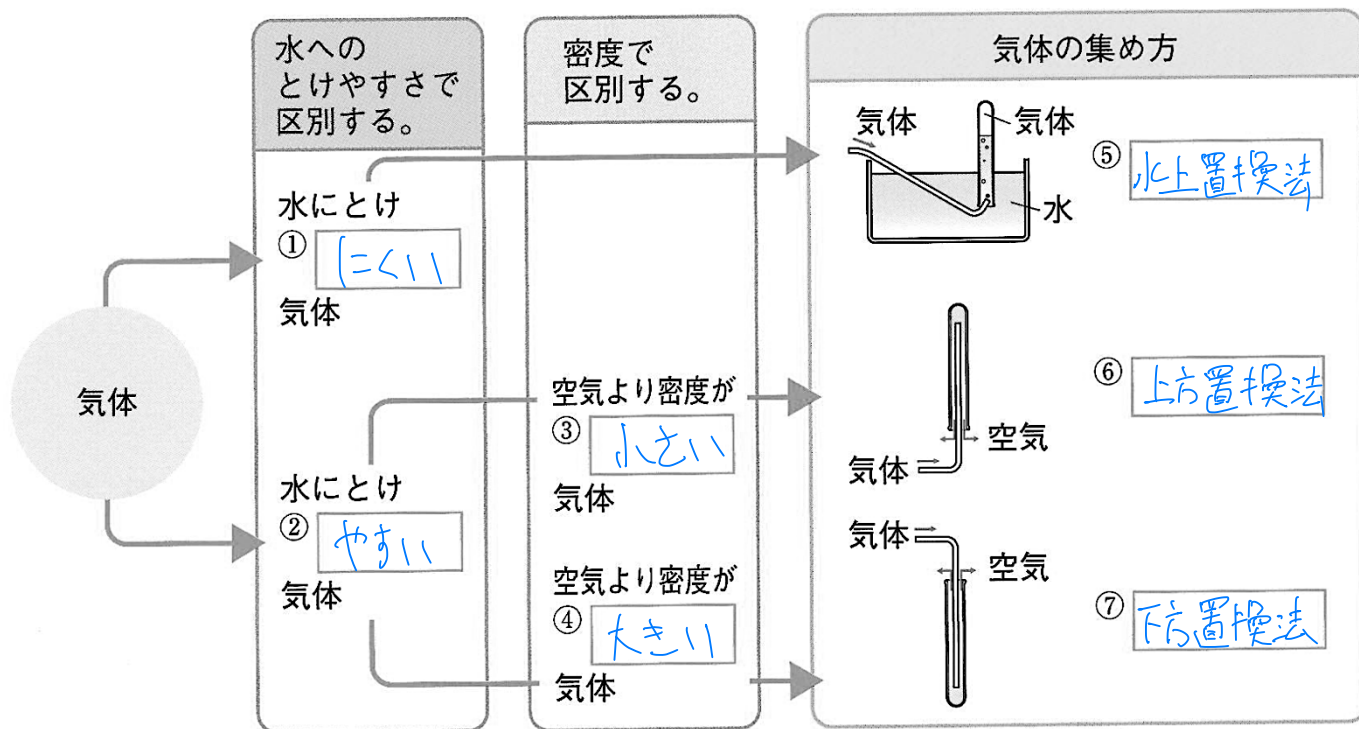 水への
とけやすさで
区別する。
密度で
区別する。
気体の集め方
気体
水にとけ
① にくい
気体
水にとけ
② やすい
気体
空気より密度が
③ 小さい
気体
空気より密度が
④ 大きい
気体
気体
気体
水
⑤ 水上置換法
空気
気体
⑥ 上方置換法
気体
空気
⑦ 下方置換法